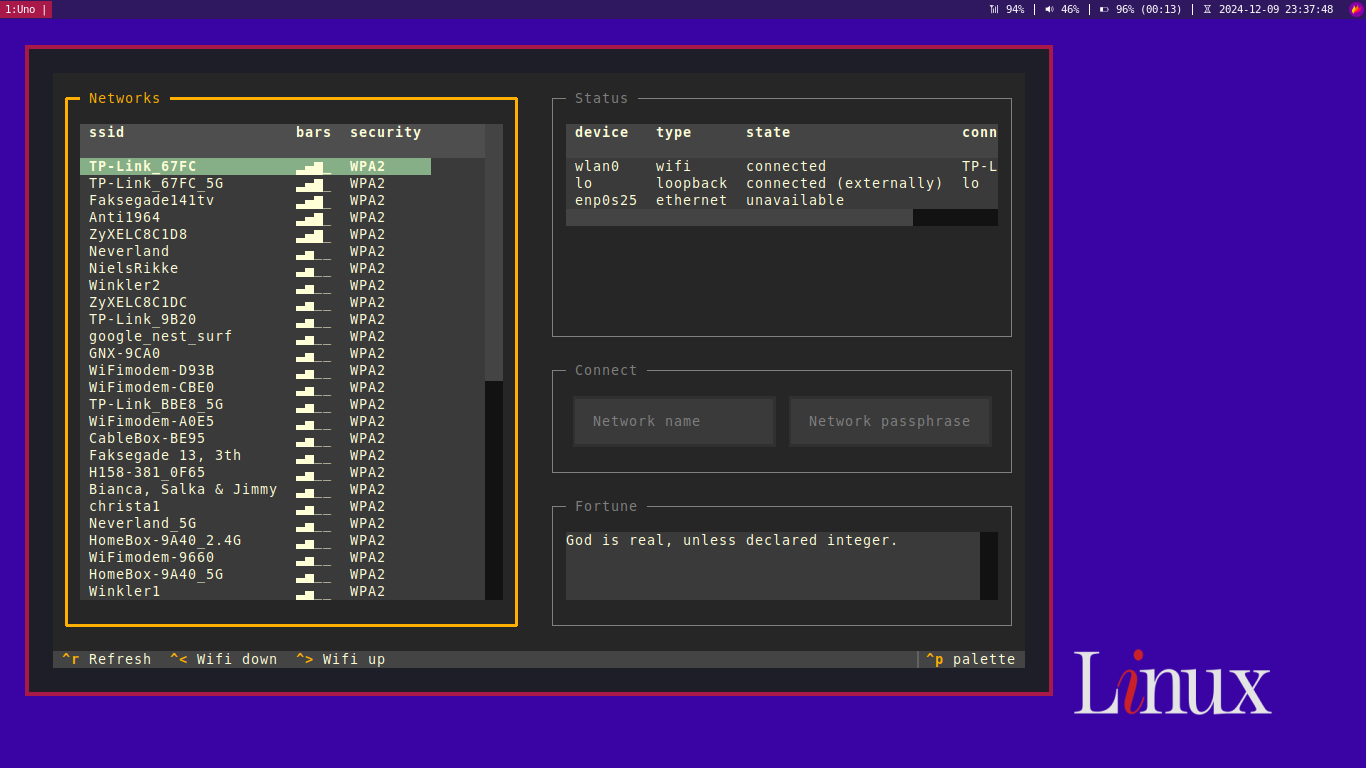 1:Uno |
94% | 46% | 96% (00:13) | 2024-12-09 23:37:48
Networks
ssid bars security
TP-Link_67FC WPA2
TP-Link_67FC_5G WPA2
Faksegade141tv WPA2
Anti1964 WPA2
ZyXELC8C1D8 WPA2
Neverland WPA2
NielsRikke WPA2
Winkler2 WPA2
ZyXELC8C1DC WPA2
TP-Link_9B20 WPA2
google_nest_surf WPA2
GNX-9CA0 WPA2
WiFimodem-D93B WPA2
WiFimodem-CBE0 WPA2
TP-Link_BBE8_5G WPA2
WiFimodem-A0E5 WPA2
CableBox-BE95 WPA2
Faksegade 13, 3th WPA2
H158-381_0F65 WPA2
Bianca, Salka & Jimmy WPA2
christa1 WPA2
Neverland_5G WPA2
HomeBox-9A40_2.4G WPA2
WiFimodem-9660 WPA2
HomeBox-9A40_5G WPA2
Winkler1 WPA2
Status
device type state conn
wlan0 wifi connected TP-L
lo loopback connected (externally) lo
enp0s25 ethernet unavailable
Connect
Network name Network passphrase
Fortune
God is real, unless declared integer.
^r Refresh ^< Wifi down ^> Wifi up ^p palette
Linux